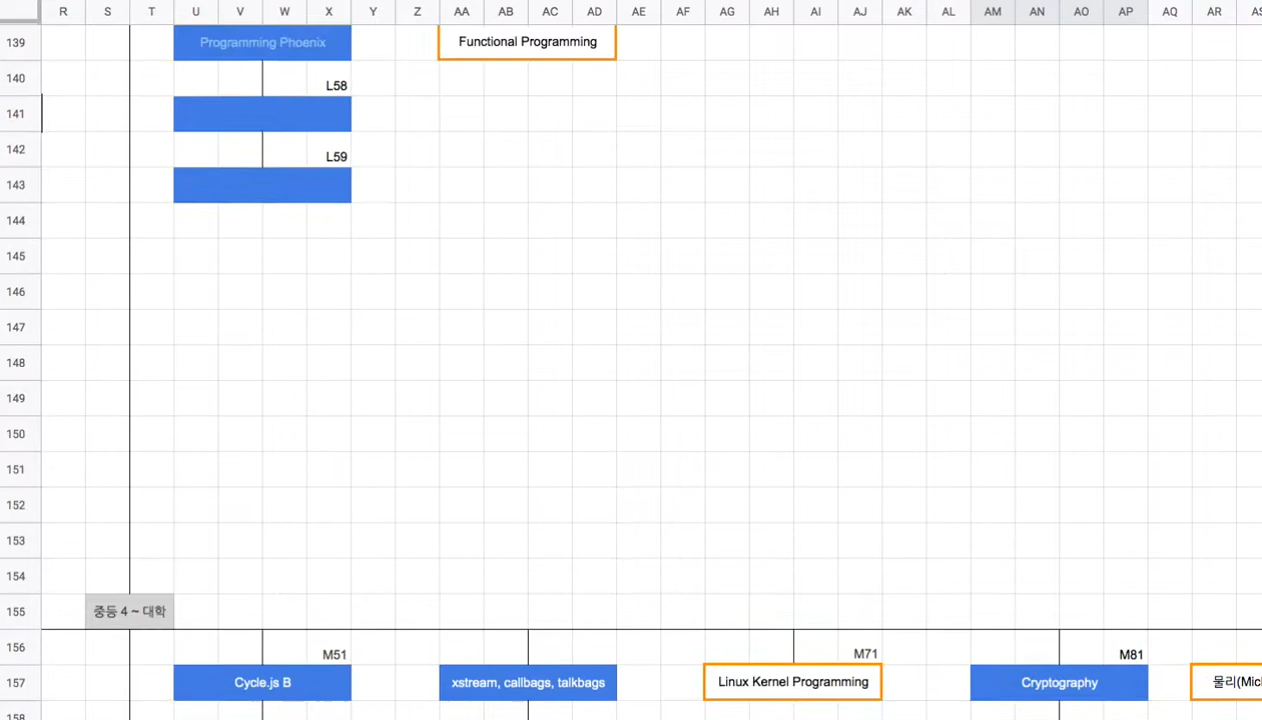 R S T U V W X Y Z AA AB AC AD AE AF AG AH AI AJ AK AL AM AN AO AP AQ AR
139 Programming Phoenix Functional Programming
140 L58
141
142 L59
143
144
145
146
147
148
149
150
151
152
153
154
155 중등 4 ~ 대학
156 M51 M71 M81
157 Cycle.js B xstream, callbags, talkbags Linux Kernel Programming Cryptography
158